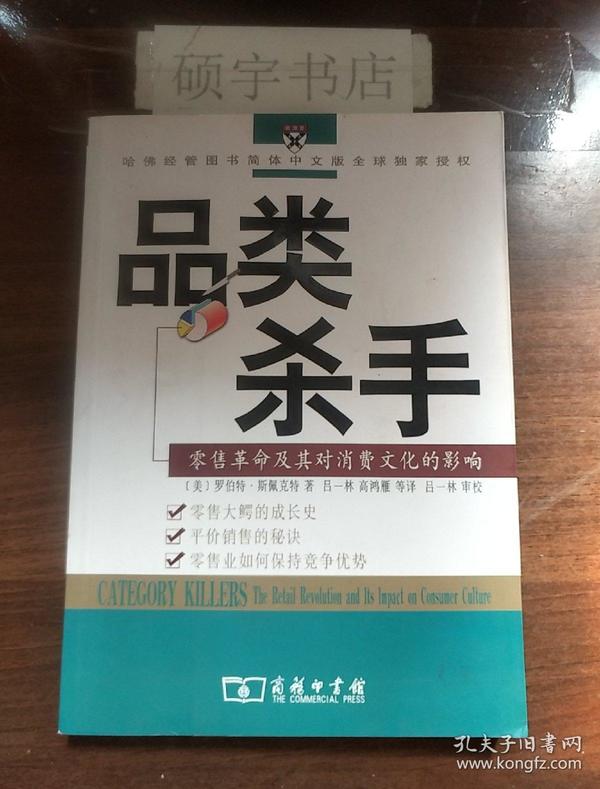 硕宇书店
哈佛经管图书简体中文版全球独家授权
品类
杀手
零售革命及其对消费文化的影响
〔美〕罗伯特·斯佩克特 著 吕一林 高鸿雁 等译 吕一林 审校
零售大鳄的成长史
平价销售的秘诀
零售业如何保持竞争优势
CATEGORY KILLERS The Retail Revolution and Its Impact on Consumer Culture
商务印书馆
THE COMMERCIAL PRESS
孔夫子旧书网
www.kongfz.com